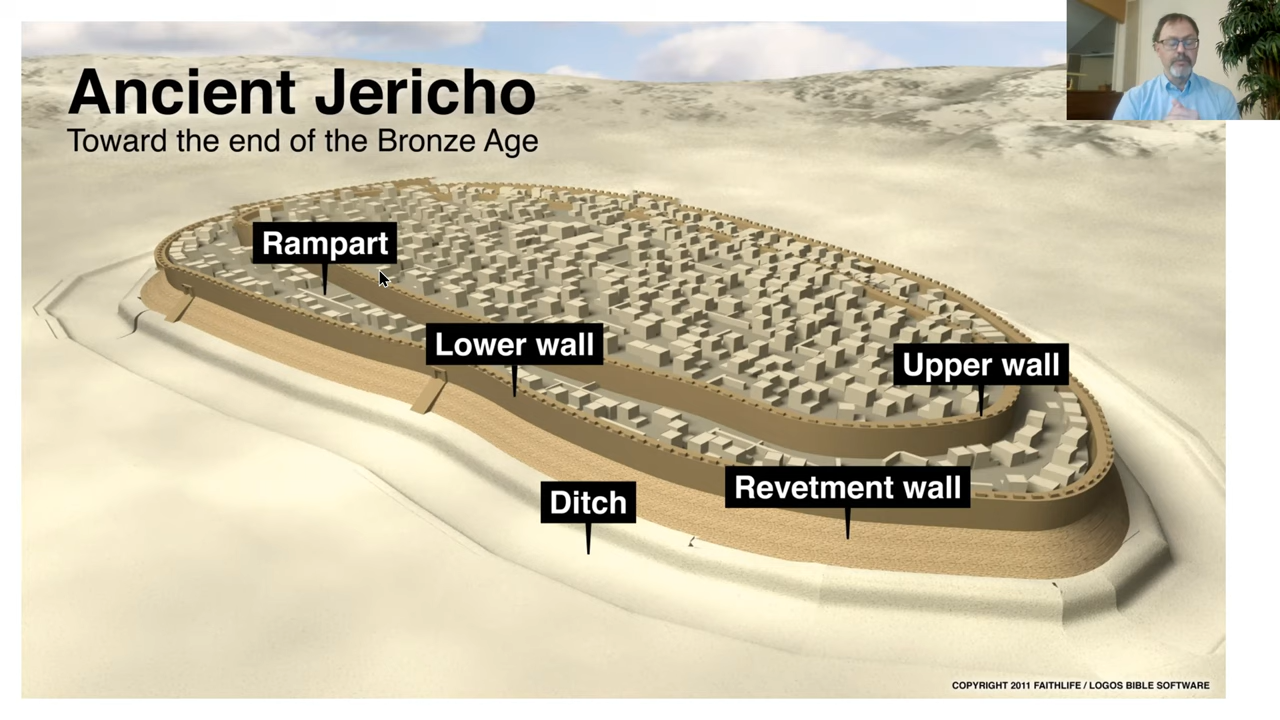 Ancient Jericho
Toward the end of the Bronze Age
Rampart
Lower wall
Upper wall
Revetment wall
Ditch
COPYRIGHT 2011 FAITHLIFE / LOGOS BIBLE SOFTWARE